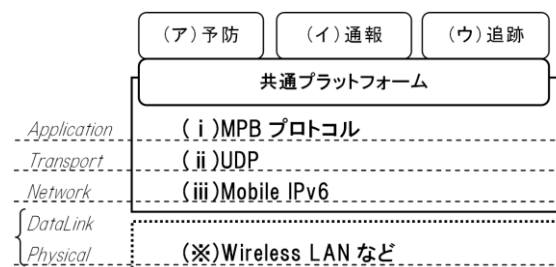 (ア)予防 (イ)通報 (ウ)追跡
共通プラットフォーム
Application (ⅰ)MPB プロトコル
Transport (ⅱ)UDP
Network (ⅲ)Mobile IPv6
DataLink
Physical (※)Wireless LAN など